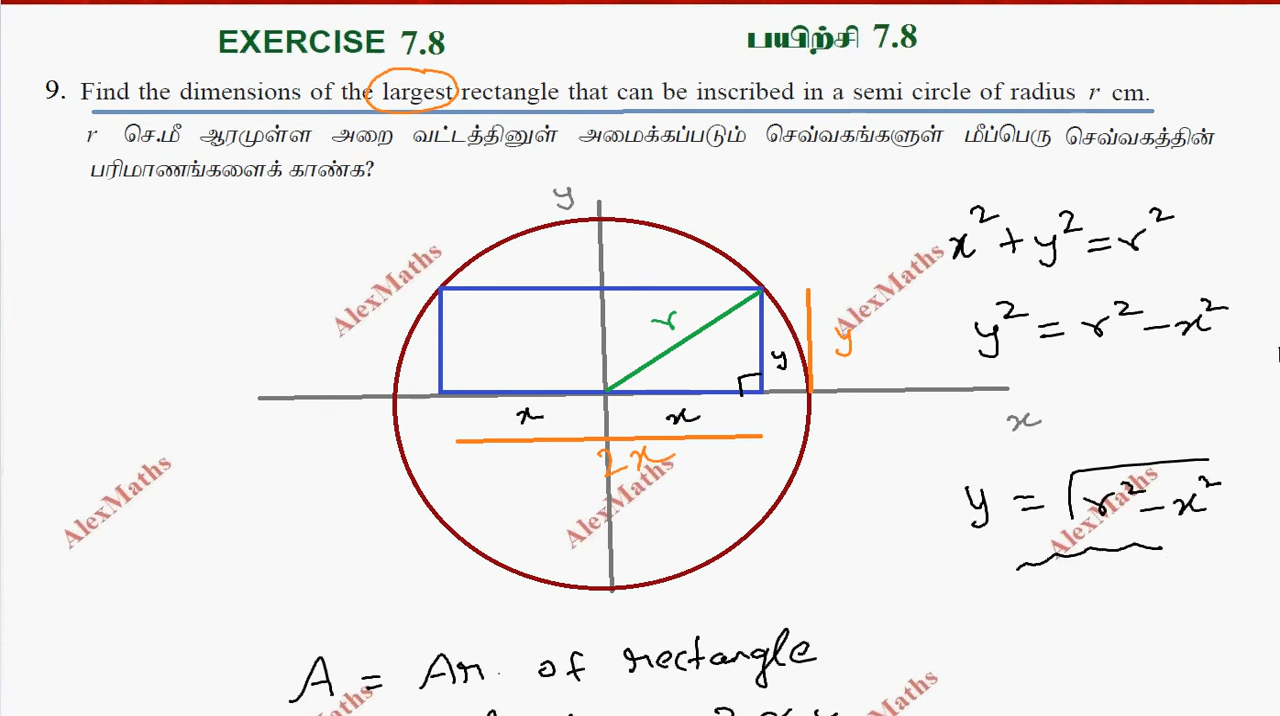 EXERCISE 7.8
பயிற்சி 7.8
9. Find the dimensions of the largest rectangle that can be inscribed in a semi circle of radius r cm.
r செ.மீ ஆரமுள்ள அறை வட்டத்தினுள் அமைக்கப்படும் செவ்வகங்களுள் மீப்பெரு செவ்வகத்தின்
பரிமாணங்களைக் காண்க?
y
x² + y² = r²
AlexMaths
AlexMaths
y² = r² – x²
r
y
y
x
x
x
2x
AlexMaths
AlexMaths
AlexMaths
y = √r² – x²
A = Ar. of rectangle
AlexMaths
AlexMaths